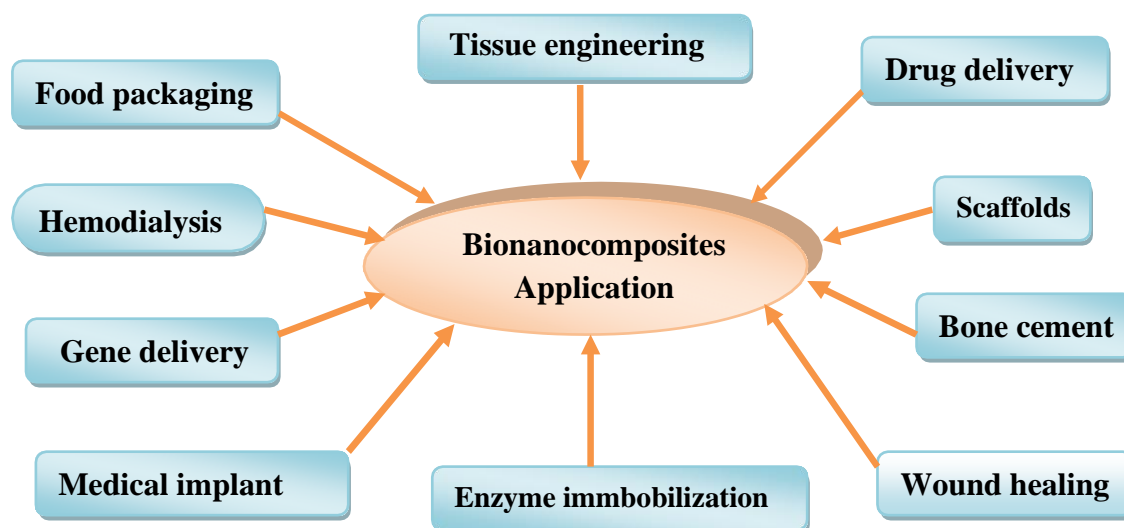 Tissue engineering
Drug delivery
Food packaging
Scaffolds
Hemodialysis
Bionanocomposites
Application
Bone cement
Gene delivery
Medical implant
Enzyme immbobilization
Wound healing